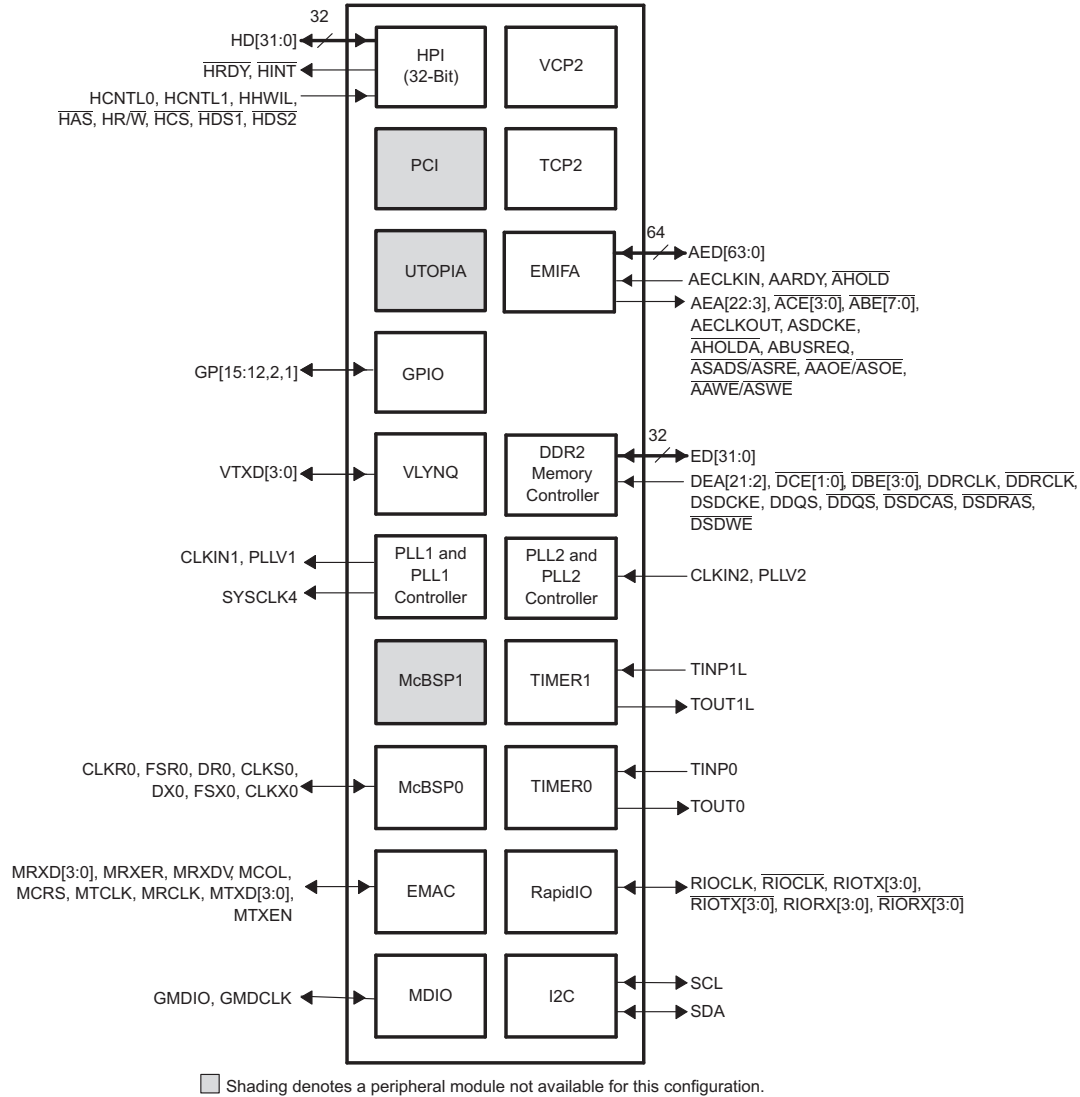 32
HD[31:0]
HRDY, HINT
HCNTL0, HCNTL1, HHWIL,
HAS, HR/W, HCS, HDS1, HDS2
HPI
(32-Bit)
VCP2
PCI
TCP2
UTOPIA
EMIFA
64
AED[63:0]
AECLKIN, AARDY, AHOLD
AEA[22:3], ACE[3:0], ABE[7:0],
AECLKOUT, ASDCKE,
AHOLDA, ABUSREQ,
ASADS/ASRE, AAOE/ASOE,
AAWE/ASWE
GP[15:12,2,1]
GPIO
VTXD[3:0]
VLYNQ
DDR2
Memory
Controller
32
ED[31:0]
DEA[21:2], DCE[1:0], DBE[3:0], DDRCLK, DDRCLK,
DSDCKE, DDQS, DDQS, DSDCAS, DSDRAS,
DSDWE
CLKIN1, PLLV1
SYSCLK4
PLL1 and
PLL1
Controller
PLL2 and
PLL2
Controller
CLKIN2, PLLV2
McBSP1
TIMER1
TINP1L
TOUT1L
CLKR0, FSR0, DR0, CLKS0,
DX0, FSX0, CLKX0
McBSP0
TIMER0
TINP0
TOUT0
MRXD[3:0], MRXER, MRXDV, MCOL,
MCRS, MTCLK, MRCLK, MTXD[3:0],
MTXEN
EMAC
RapidIO
RIOCLK, RIOCLK, RIOTX[3:0],
RIOTX[3:0], RIORX[3:0], RIORX[3:0]
GMDIO, GMDCLK
MDIO
I2C
SCL
SDA
Shading denotes a peripheral module not available for this configuration.